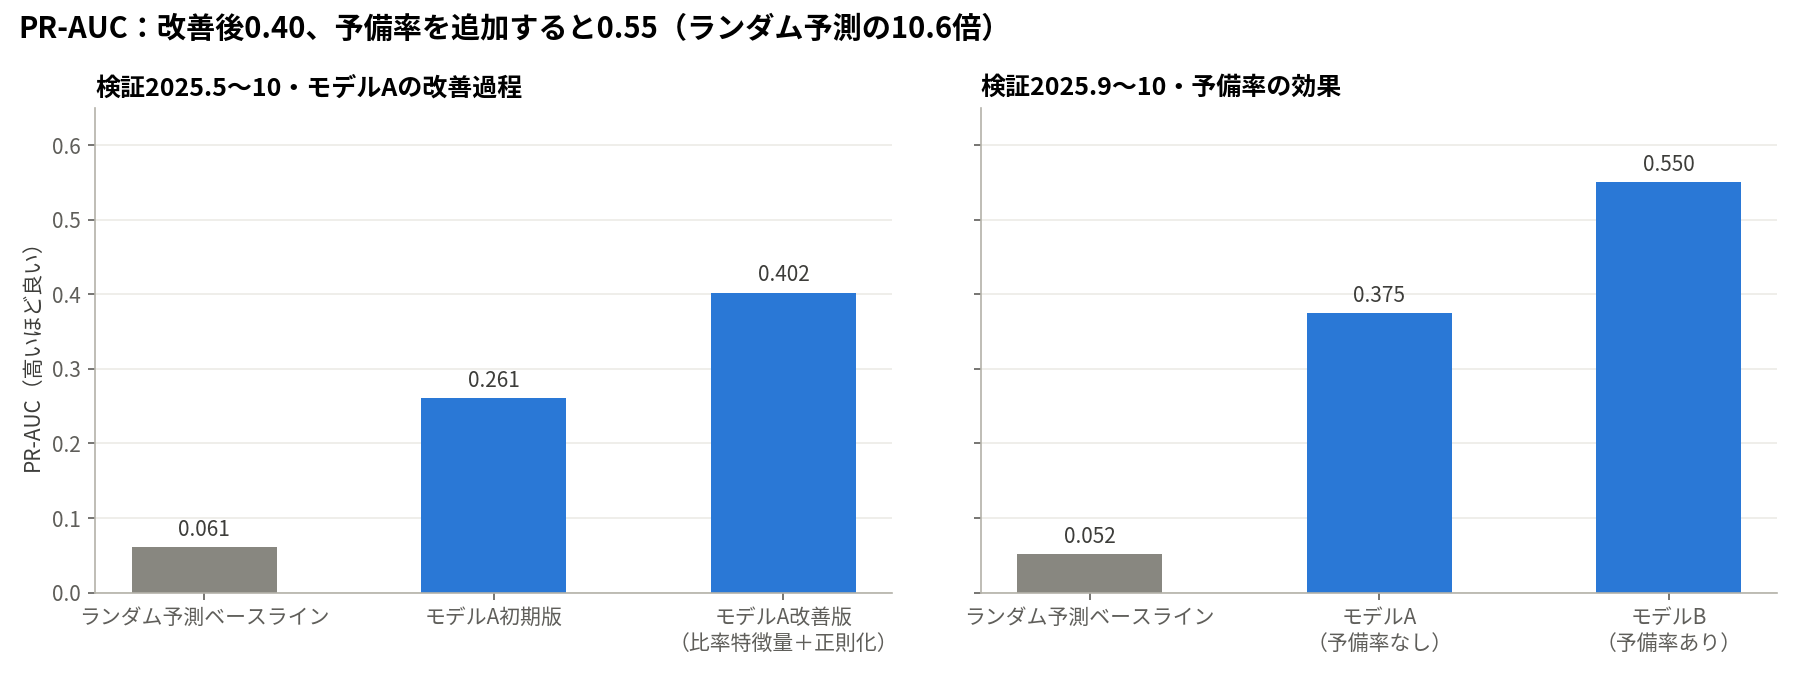 PR-AUC：改善後0.40、予備率を追加すると0.55（ランダム予測の10.6倍）
検証2025.5〜10・モデルAの改善過程
PR-AUC（高いほど良い）
0.6
0.5
0.4
0.3
0.2
0.1
0.0
0.061
0.261
0.402
ランダム予測ベースライン
モデルA初期版
モデルA改善版
（比率特徴量＋正則化）
検証2025.9〜10・予備率の効果
0.052
0.375
0.550
ランダム予測ベースライン
モデルA
（予備率なし）
モデルB
（予備率あり）